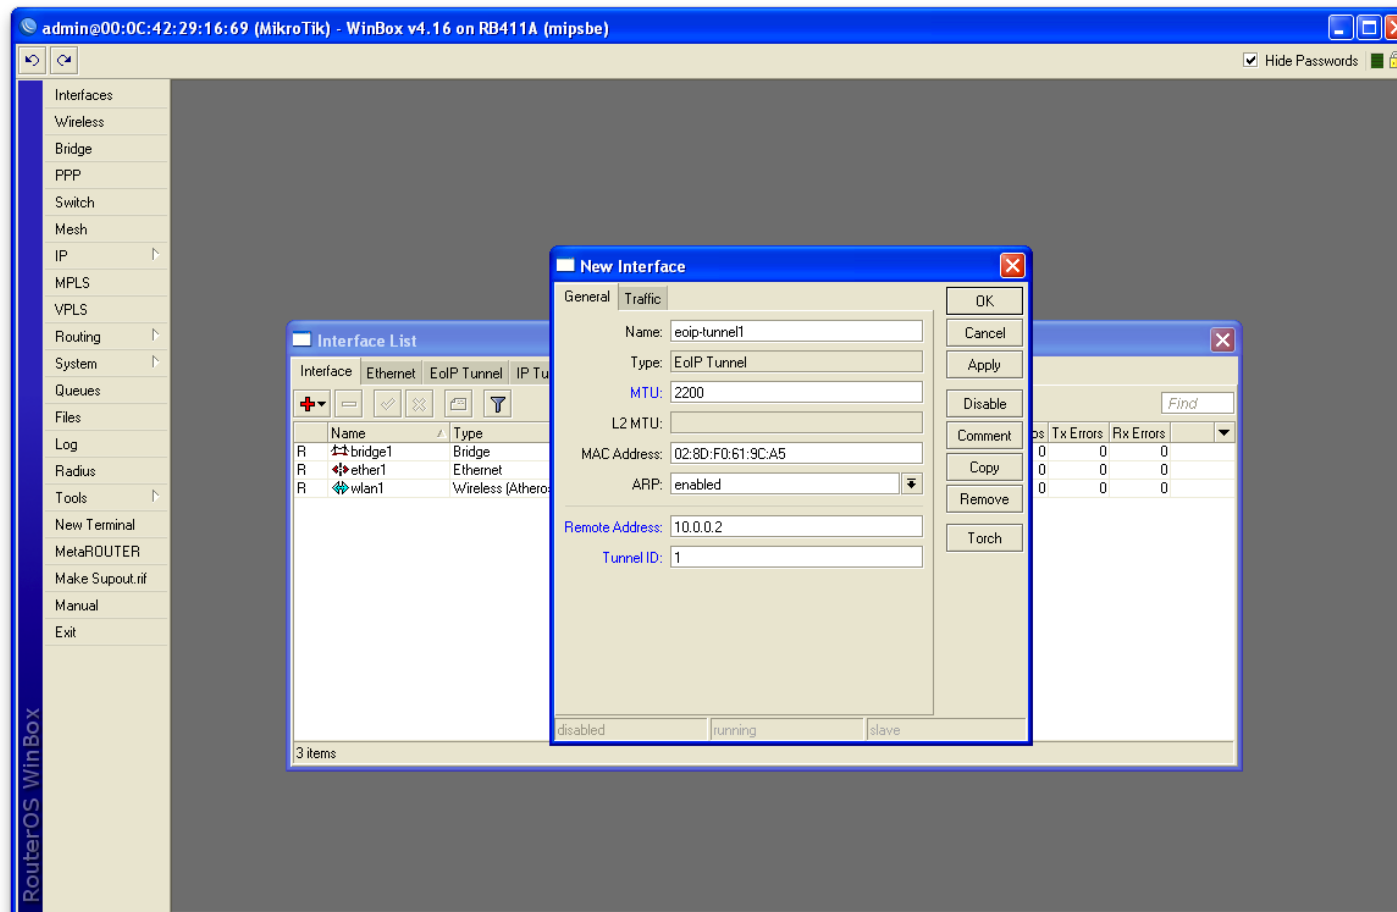 admin@00:0C:42:29:16:69 (MikroTik) - WinBox v4.16 on RB411A (mipsbe)
Hide Passwords
Interfaces
Wireless
Bridge
PPP
Switch
Mesh
IP
MPLS
VPLS
Routing
System
Queues
Files
Log
Radius
Tools
New Terminal
MetaROUTER
Make Supout.rif
Manual
Exit
RouterOS WinBox
Interface List
Interface Ethernet EoIP Tunnel IP Tu
Find
Name Type os Tx Errors Rx Errors
R bridge1 Bridge 0 0 0
R ether1 Ethernet 0 0 0
R wlan1 Wireless (Athero 0 0 0
3 items
New Interface
General Traffic
Name: eoip-tunnel1
Type: EoIP Tunnel
MTU: 2200
L2 MTU:
MAC Address: 02:8D:F0:61:9C:A5
ARP: enabled
Remote Address: 10.0.0.2
Tunnel ID: 1
OK
Cancel
Apply
Disable
Comment
Copy
Remove
Torch
disabled running slave